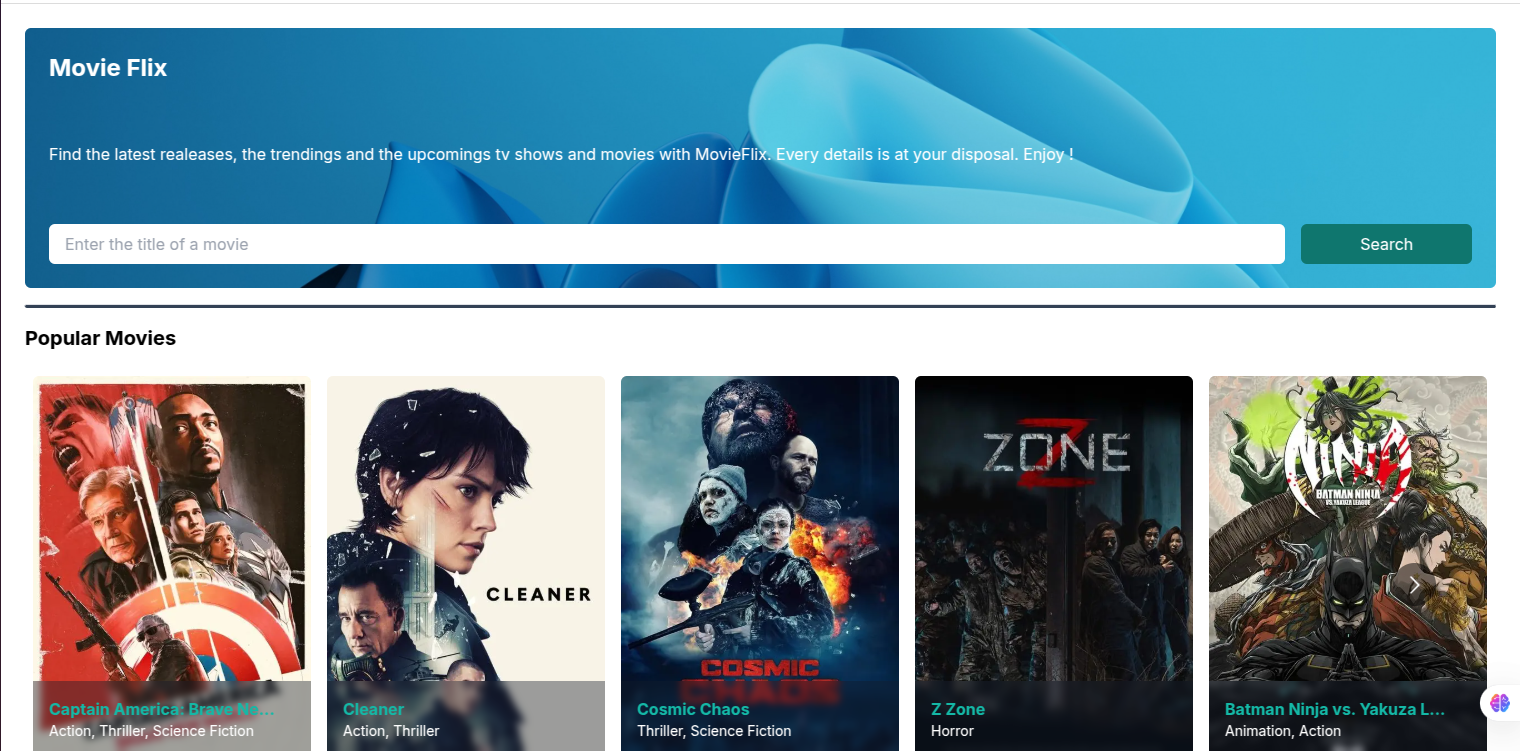 Movie Flix
Find the latest realeases, the trendings and the upcomings tv shows and movies with MovieFlix. Every details is at your disposal. Enjoy !
Enter the title of a movie
Search
Popular Movies
CLEANER
COSMIC
CHAOS
Z
ZONE
NINJA
BATMAN NINJA
VS. YAKUZA LEAGUE
Captain America: Brave Ne...
Action, Thriller, Science Fiction
Cleaner
Action, Thriller
Cosmic Chaos
Thriller, Science Fiction
Z Zone
Horror
Batman Ninja vs. Yakuza L...
Animation, Action